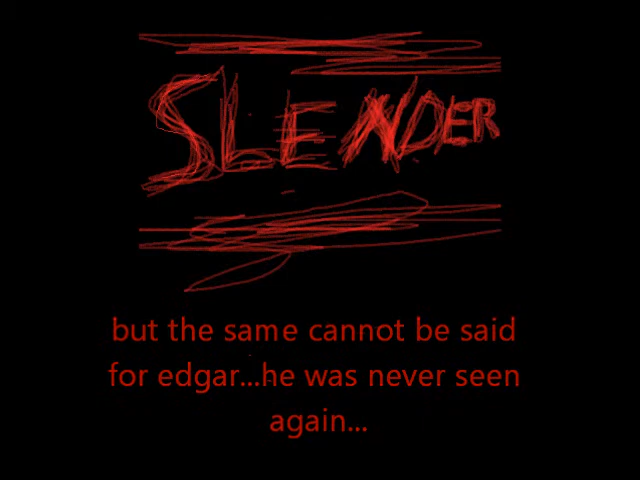 SLENDER
but the same cannot be said
for edgar...he was never seen
again...